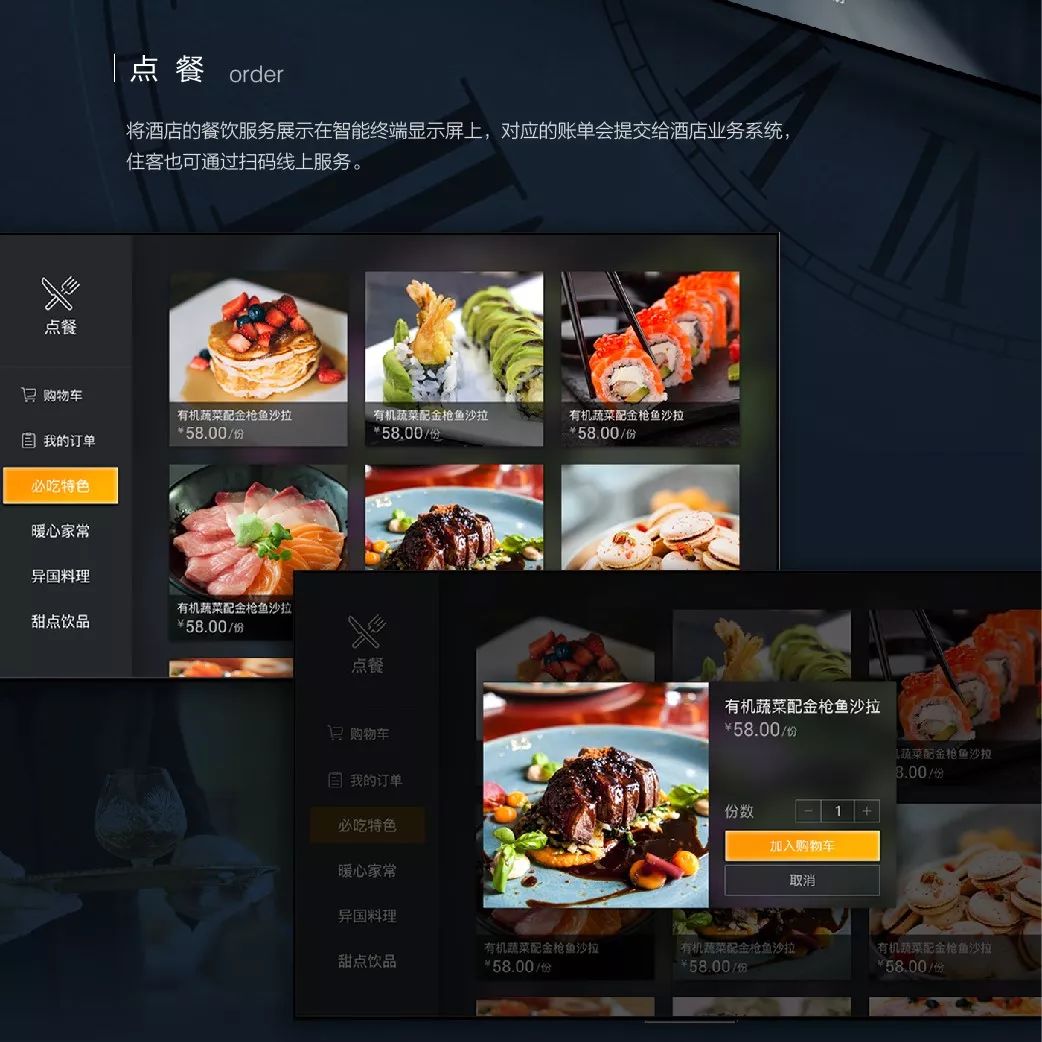 点餐 order
将酒店的餐饮服务展示在智能终端显示屏上，对应的账单会提交给酒店业务系统，
住客也可通过扫码线上服务。
点餐
购物车
我的订单
必吃特色
暖心家常
异国料理
甜点饮品
有机蔬菜配金枪鱼沙拉
¥58.00/份
有机蔬菜配金枪鱼沙拉
¥58.00/份
有机蔬菜配金枪鱼沙拉
¥58.00/份
有机蔬菜配金枪鱼沙拉
¥58.00/份
点餐
购物车
我的订单
必吃特色
暖心家常
异国料理
甜点饮品
有机蔬菜配金枪鱼沙拉
¥58.00/份
份数
− 1 +
加入购物车
取消
机蔬菜配金枪鱼沙拉
8.00/份
有机蔬菜配金枪鱼沙拉
¥58.00/份
有机蔬菜配金枪鱼沙拉
¥58.00/份
有机蔬菜配金枪鱼沙拉
¥58.00/份